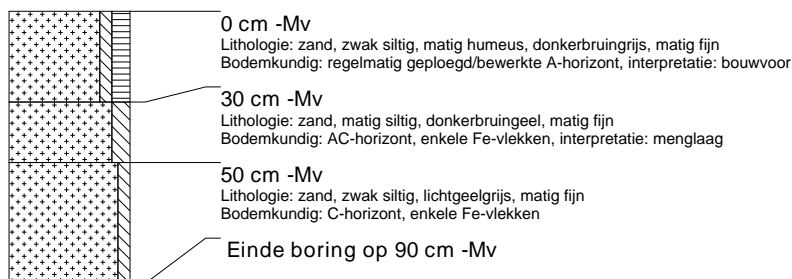 0 cm -Mv
Lithologie: zand, zwak siltig, matig humeus, donkerbruingrijs, matig fijn
Bodemkundig: regelmatig geploegd/bewerkte A-horizont, interpretatie: bouwvoor
30 cm -Mv
Lithologie: zand, matig siltig, donkerbruingeel, matig fijn
Bodemkundig: AC-horizont, enkele Fe-vlekken, interpretatie: menglaag
50 cm -Mv
Lithologie: zand, zwak siltig, lichtgeelgrijs, matig fijn
Bodemkundig: C-horizont, enkele Fe-vlekken
Einde boring op 90 cm -Mv